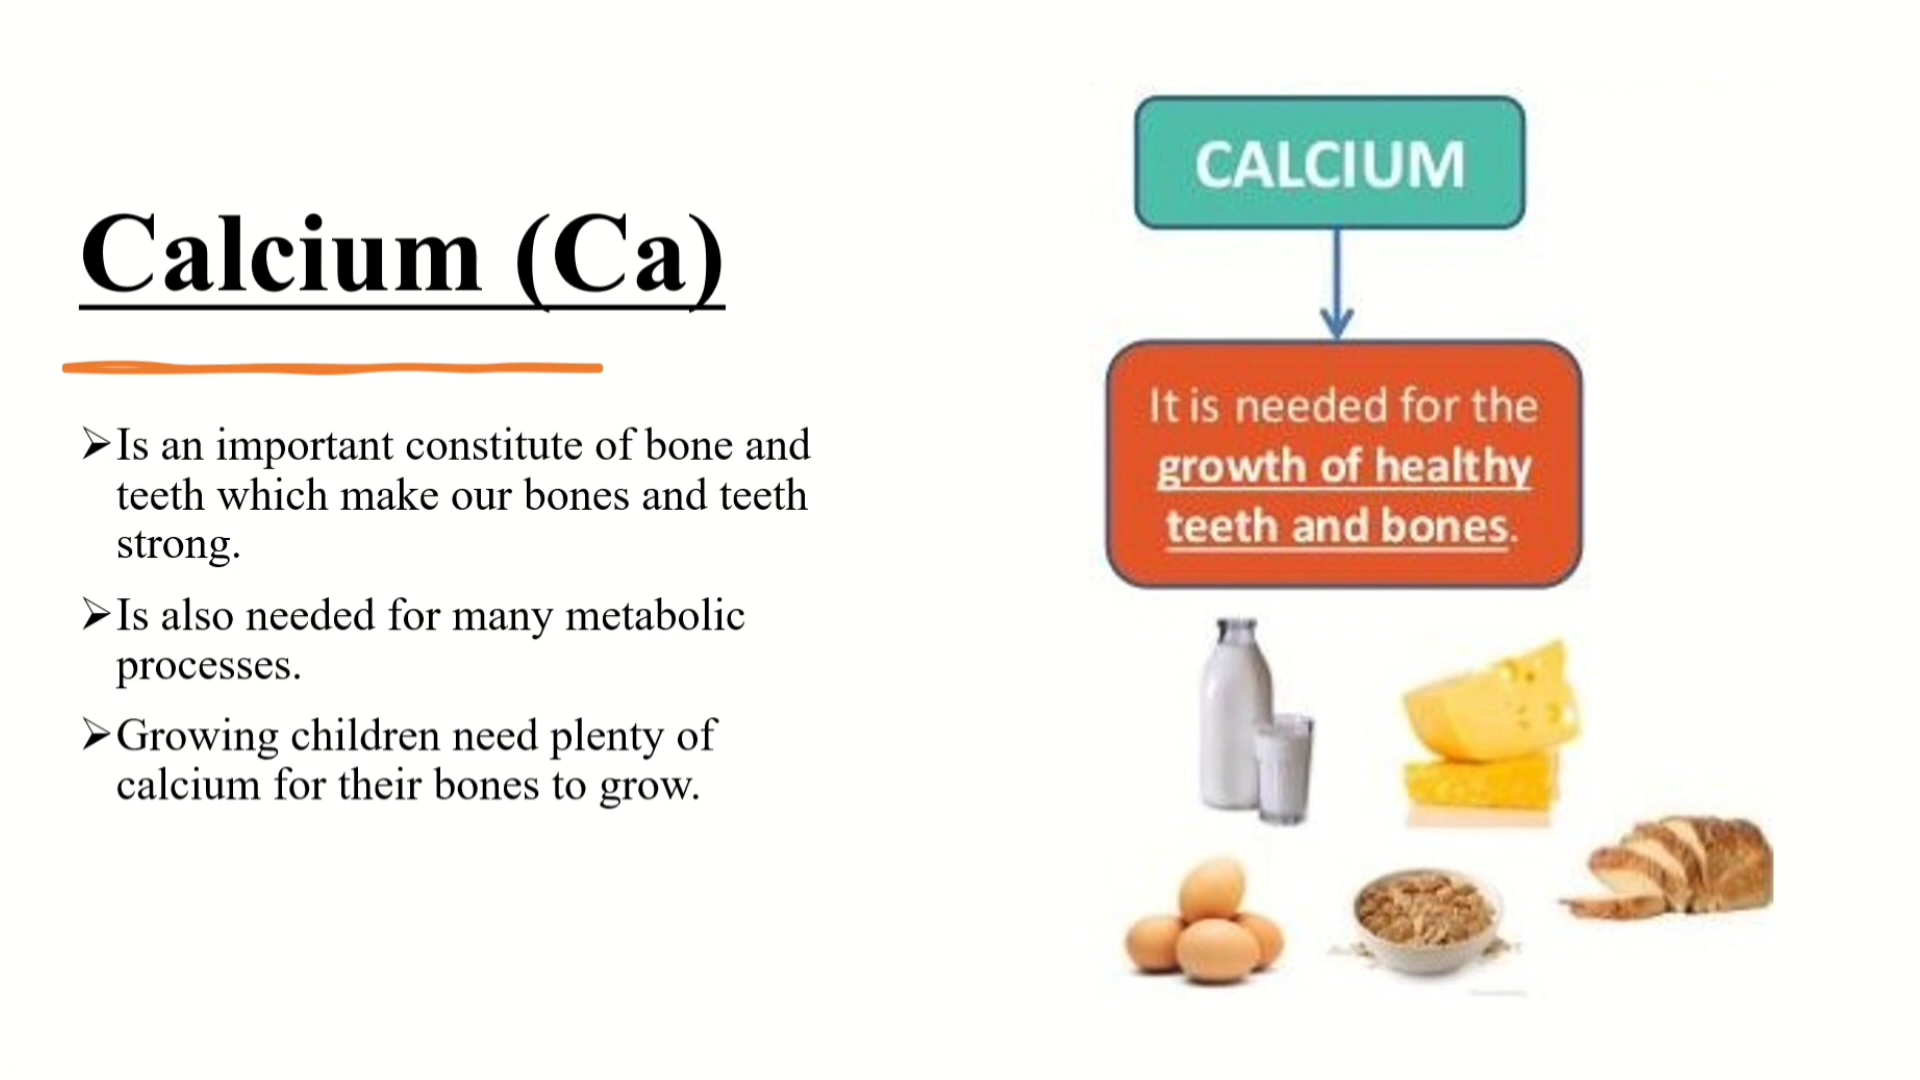 Calcium (Ca)
➢Is an important constitute of bone and
teeth which make our bones and teeth
strong.
➢Is also needed for many metabolic
processes.
➢Growing children need plenty of
calcium for their bones to grow.
CALCIUM
It is needed for the
growth of healthy
teeth and bones.